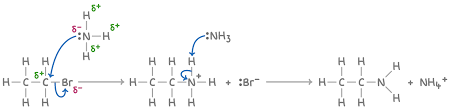 δ+
H
δ− :N H δ+ :NH₃
H
δ+
H H H H H H H H
H C δ+ C Br H C C N⁺ H + :Br⁻ H C C N + NH₄⁺
δ−
H H H H H H H H